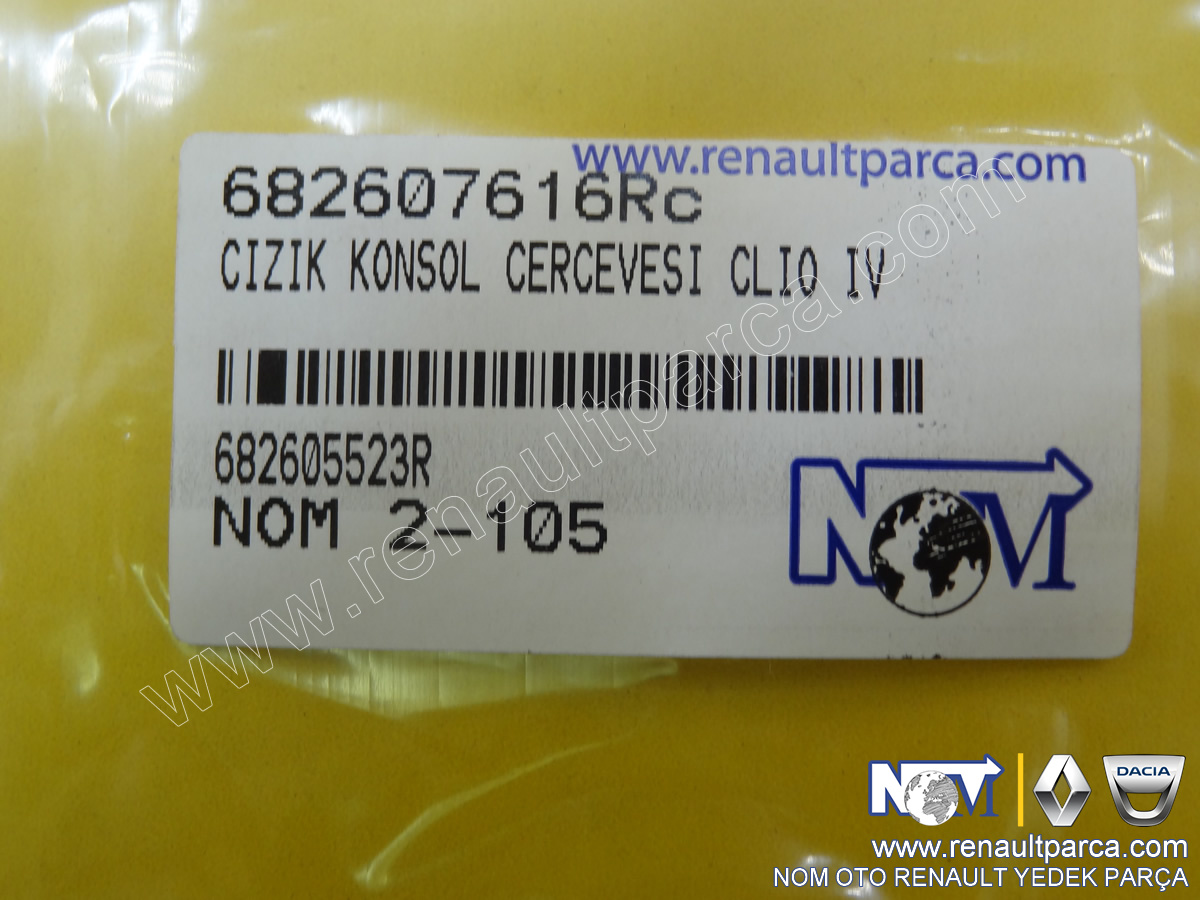 www.renaultparca.com
682607616Rc
CIZIK KONSOL CERCEVESI CLIO IV
682605523R
NOM 2-105
NOM
www.renaultparca.com
NOM
DACIA
www.renaultparca.com
NOM OTO RENAULT YEDEK PARÇA